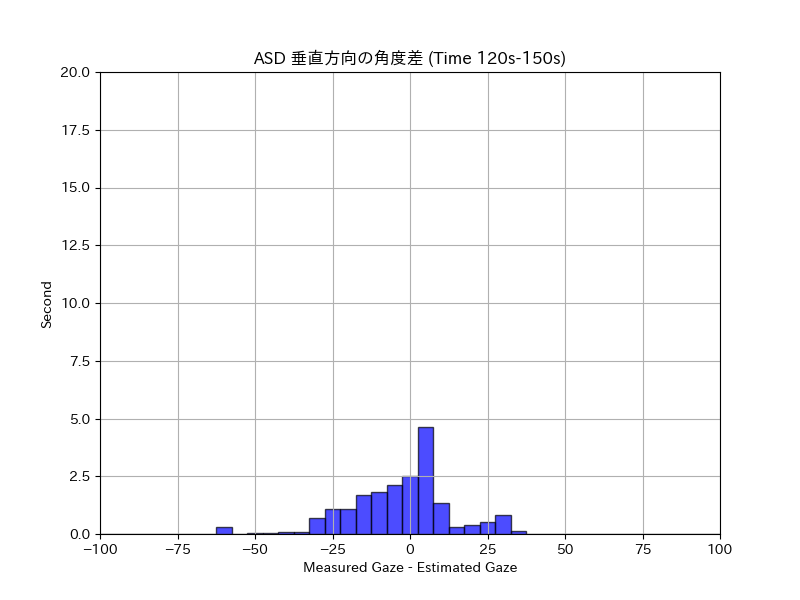 ASD 垂直方向の角度差 (Time 120s-150s)
20.0
17.5
15.0
12.5
10.0
7.5
5.0
2.5
0.0
Second
−100 −75 −50 −25 0 25 50 75 100
Measured Gaze - Estimated Gaze